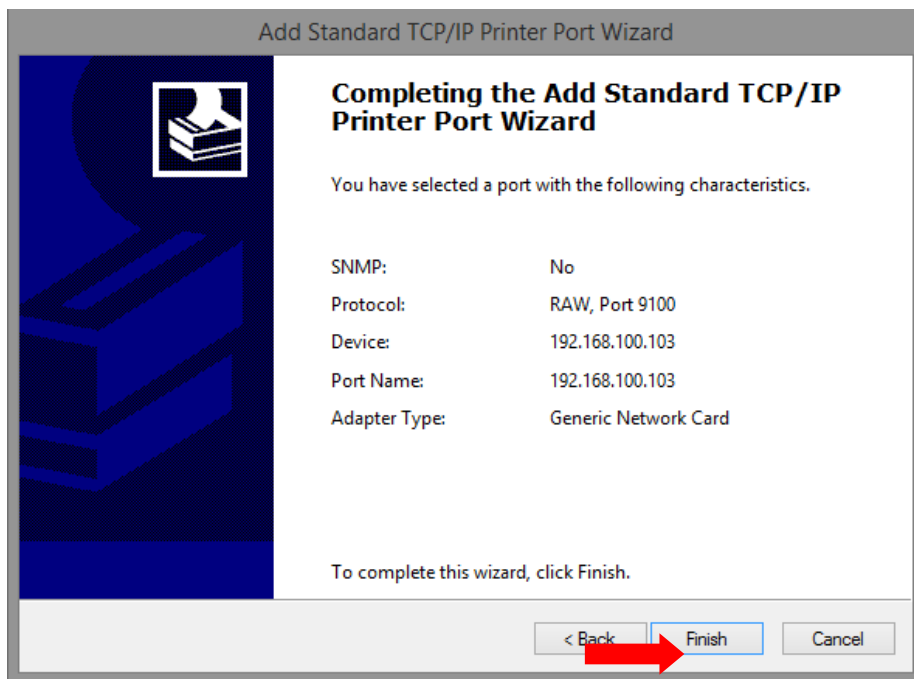 Add Standard TCP/IP Printer Port Wizard
Completing the Add Standard TCP/IP
Printer Port Wizard
You have selected a port with the following characteristics.
SNMP: No
Protocol: RAW, Port 9100
Device: 192.168.100.103
Port Name: 192.168.100.103
Adapter Type: Generic Network Card
To complete this wizard, click Finish.
< Back Finish Cancel